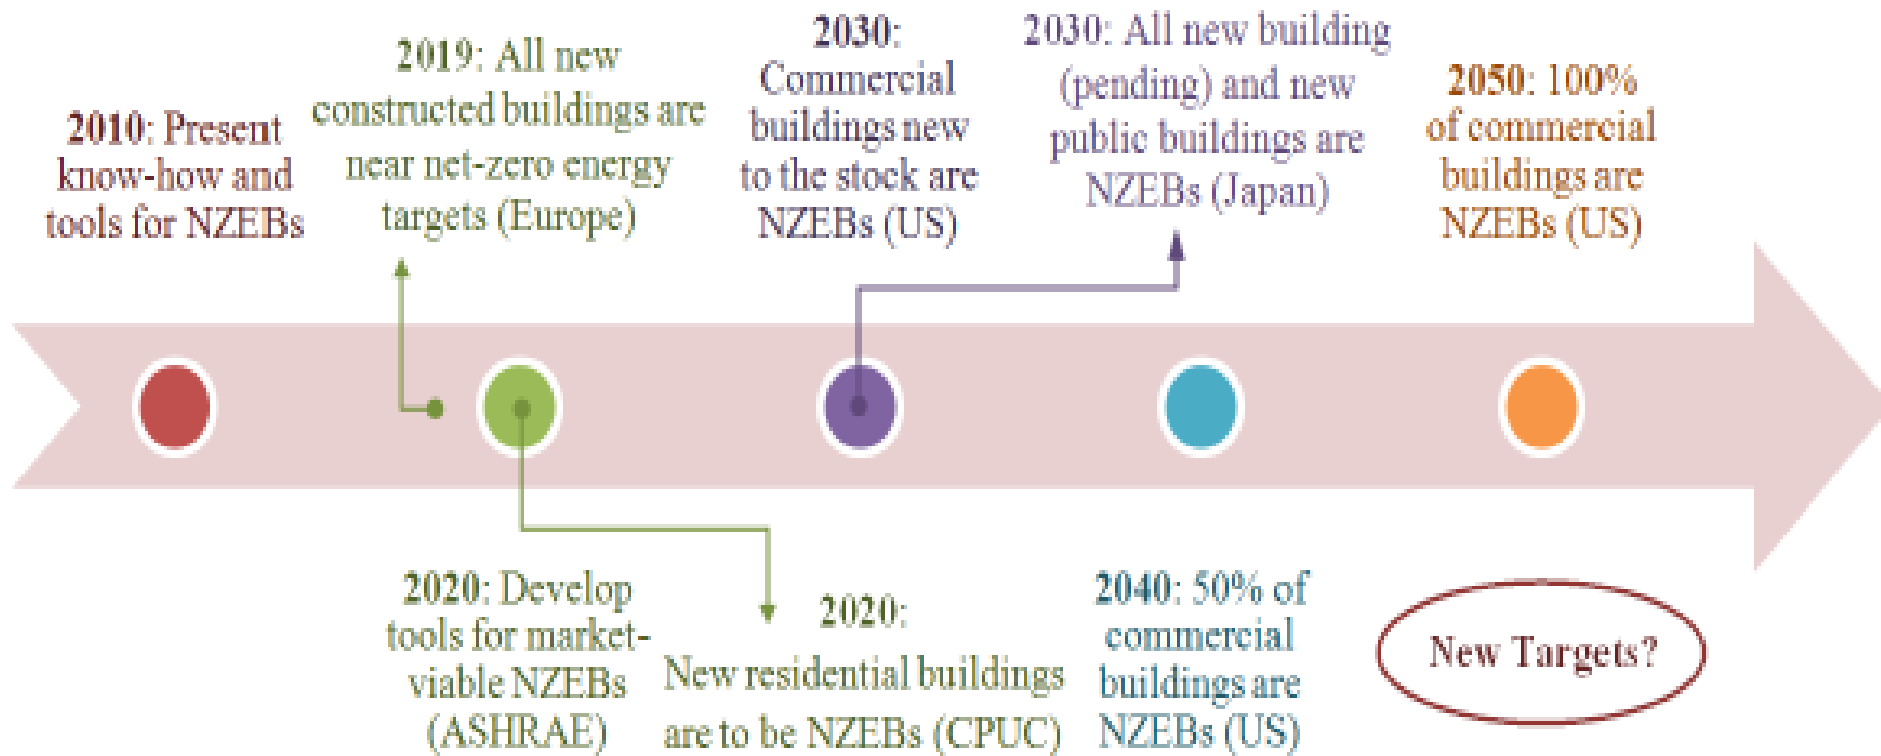 2010: Present
know-how and
tools for NZEBs
2019: All new
constructed buildings are
near net-zero energy
targets (Europe)
2030:
Commercial
buildings new
to the stock are
NZEBs (US)
2030: All new building
(pending) and new
public buildings are
NZEBs (Japan)
2050: 100%
of commercial
buildings are
NZEBs (US)
2020: Develop
tools for market-
viable NZEBs
(ASHRAE)
2020:
New residential buildings
are to be NZEBs (CPUC)
2040: 50% of
commercial
buildings are
NZEBs (US)
New Targets?